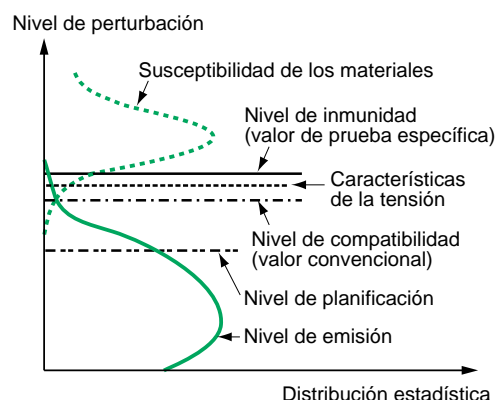 Nivel de perturbación
Susceptibilidad de los materiales
Nivel de inmunidad
(valor de prueba específica)
Características
de la tensión
Nivel de compatibilidad
(valor convencional)
Nivel de planificación
Nivel de emisión
Distribución estadística